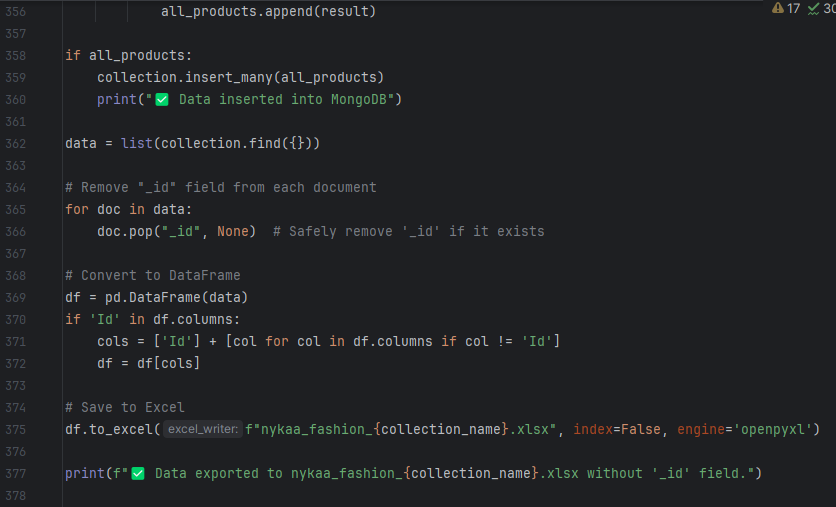 17 30
356 all_products.append(result)
357
358 if all_products:
359 collection.insert_many(all_products)
360 print("✅ Data inserted into MongoDB")
361
362 data = list(collection.find({}))
363
364 # Remove "_id" field from each document
365 for doc in data:
366 doc.pop("_id", None)  # Safely remove '_id' if it exists
367
368 # Convert to DataFrame
369 df = pd.DataFrame(data)
370 if 'Id' in df.columns:
371 cols = ['Id'] + [col for col in df.columns if col != 'Id']
372 df = df[cols]
373
374 # Save to Excel
375 df.to_excel( excel_writer: f"nykaa_fashion_{collection_name}.xlsx", index=False, engine='openpyxl')
376
377 print(f"✅ Data exported to nykaa_fashion_{collection_name}.xlsx without '_id' field.")
378